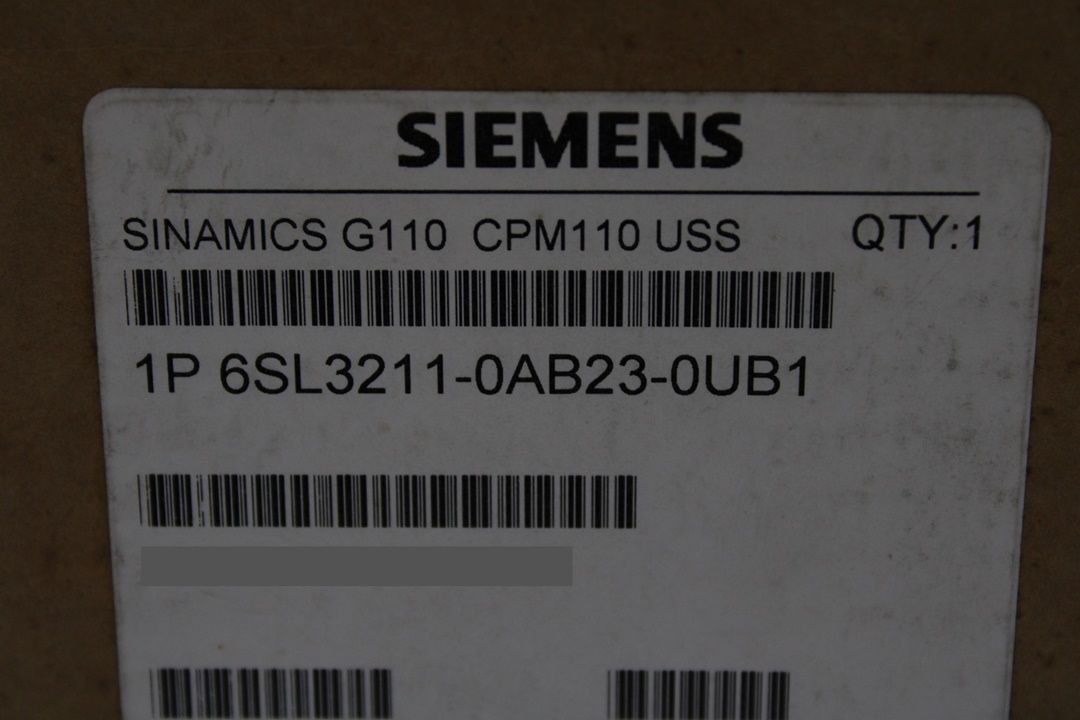 SIEMENS
SINAMICS G110 CPM110 USS QTY:1
1P 6SL3211-0AB23-0UB1